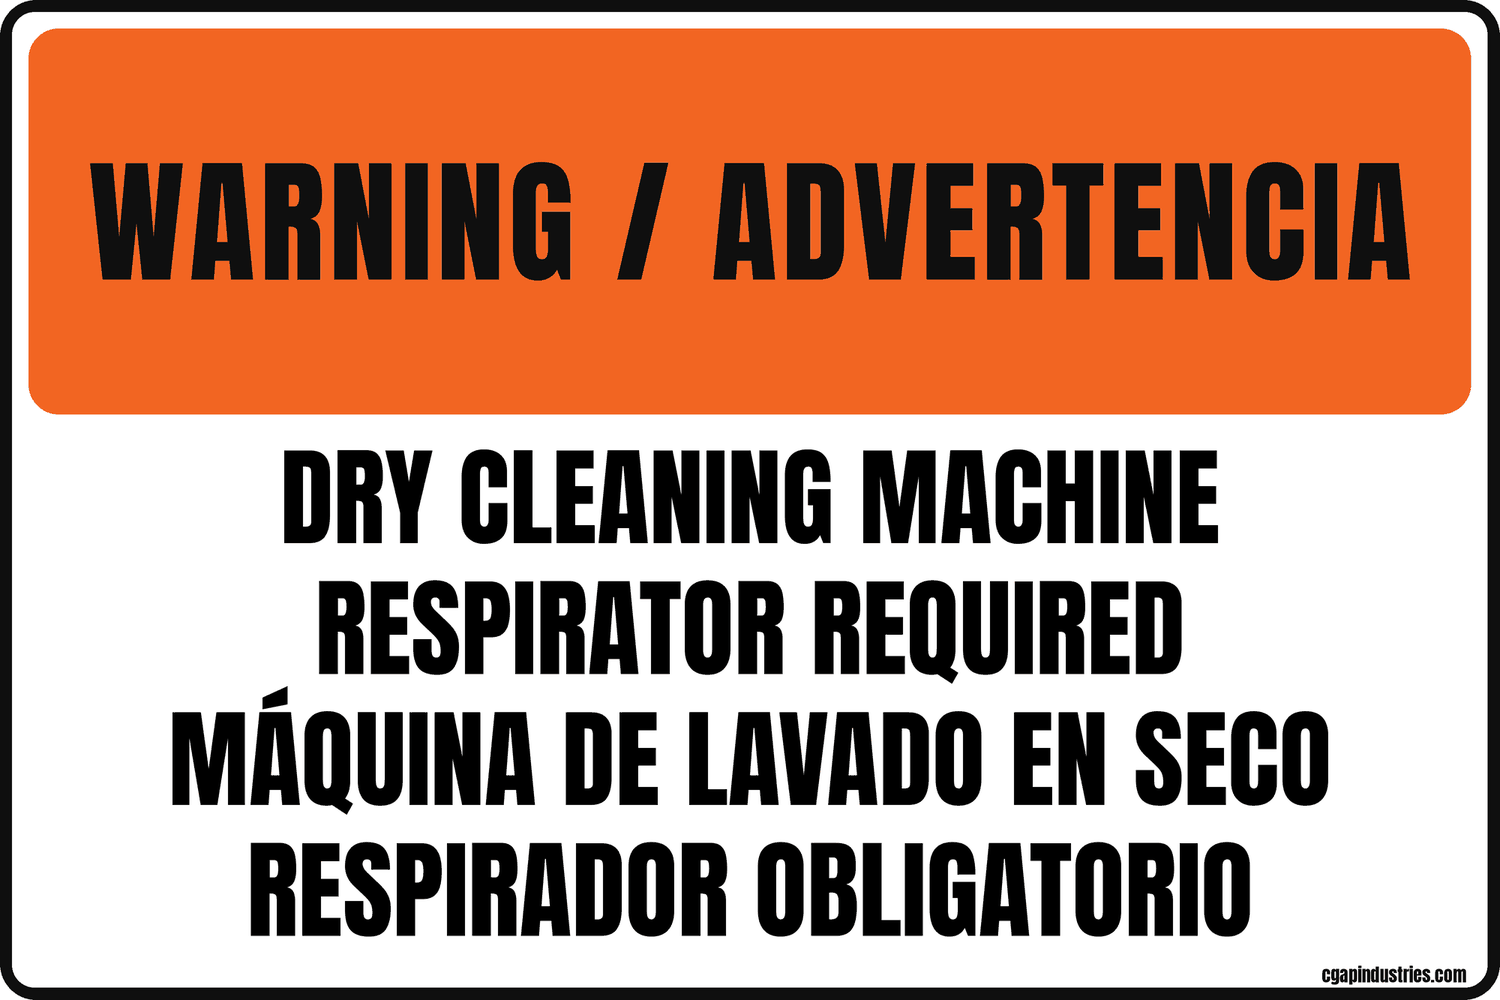 WARNING / ADVERTENCIA
DRY CLEANING MACHINE
RESPIRATOR REQUIRED
MÁQUINA DE LAVADO EN SECO
RESPIRADOR OBLIGATORIO
cgapindustries.com